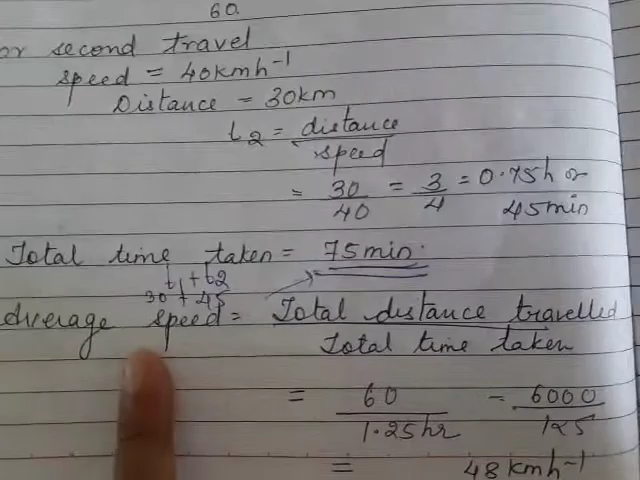 60
or second travel
speed = 40kmh⁻¹
Distance = 30km
t₂ = distance
speed
= 30/40 = 3/4 = 0.75h or
45min
Total time taken = 75min.
t₁ + t₂
30 + 45
Average speed = Total distance travelled
Total time taken
= 60/1.25hr = 6000/125
= 48kmh⁻¹